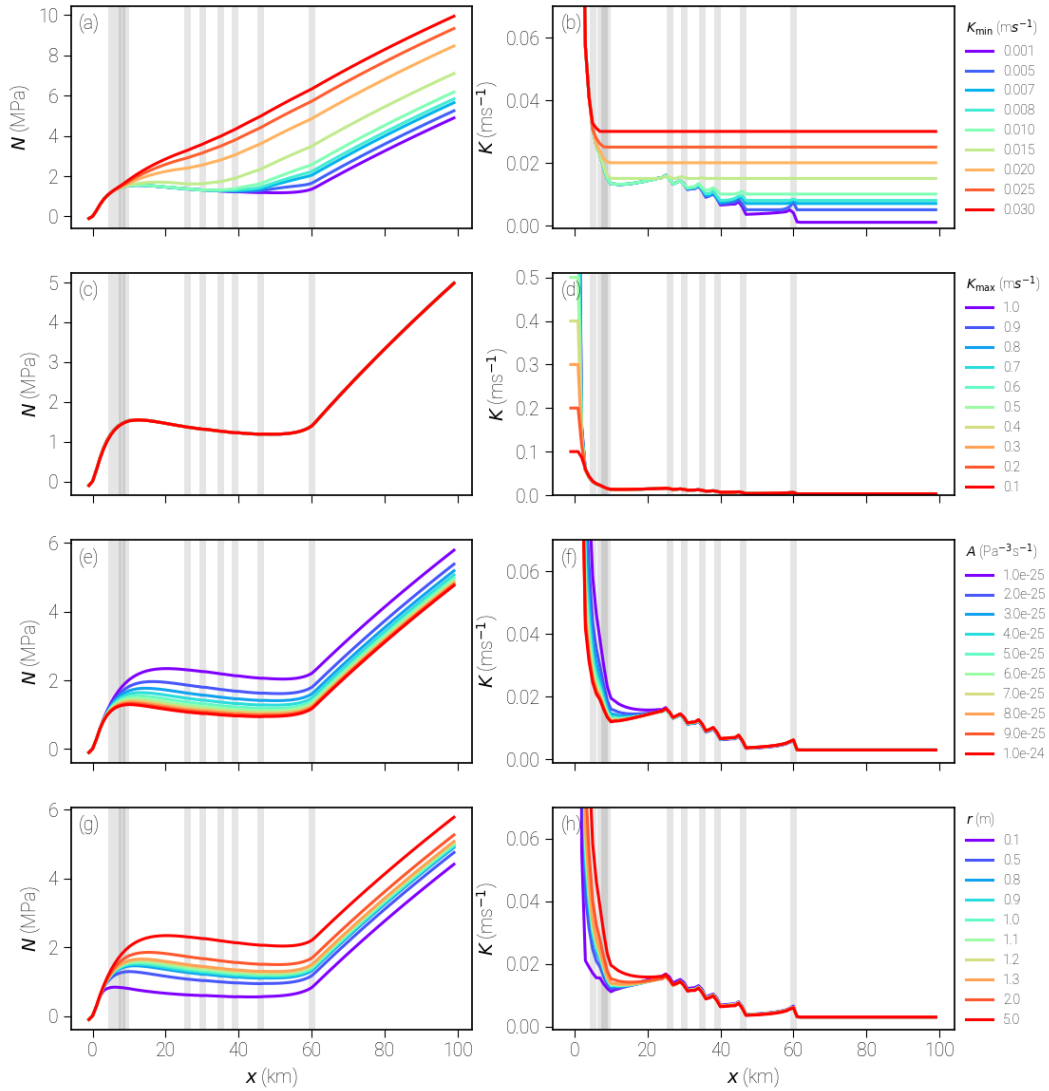 (a)
10
8
6
4
2
0
N (MPa)
(b)
0.06
0.04
0.02
0.00
K (ms⁻¹)
K_min (ms⁻¹)
0.001
0.005
0.007
0.008
0.010
0.015
0.020
0.025
0.030
(c)
5
4
3
2
1
0
N (MPa)
(d)
0.5
0.4
0.3
0.2
0.1
0.0
K (ms⁻¹)
K_max (ms⁻¹)
1.0
0.9
0.8
0.7
0.6
0.5
0.4
0.3
0.2
0.1
(e)
6
4
2
0
N (MPa)
(f)
0.06
0.04
0.02
0.00
K (ms⁻¹)
A (Pa⁻³s⁻¹)
1.0e-25
2.0e-25
3.0e-25
4.0e-25
5.0e-25
6.0e-25
7.0e-25
8.0e-25
9.0e-25
1.0e-24
(g)
6
4
2
0
N (MPa)
0 20 40 60 80 100
x (km)
(h)
0.06
0.04
0.02
0.00
K (ms⁻¹)
0 20 40 60 80 100
x (km)
r (m)
0.1
0.5
0.8
0.9
1.0
1.1
1.2
1.3
2.0
5.0